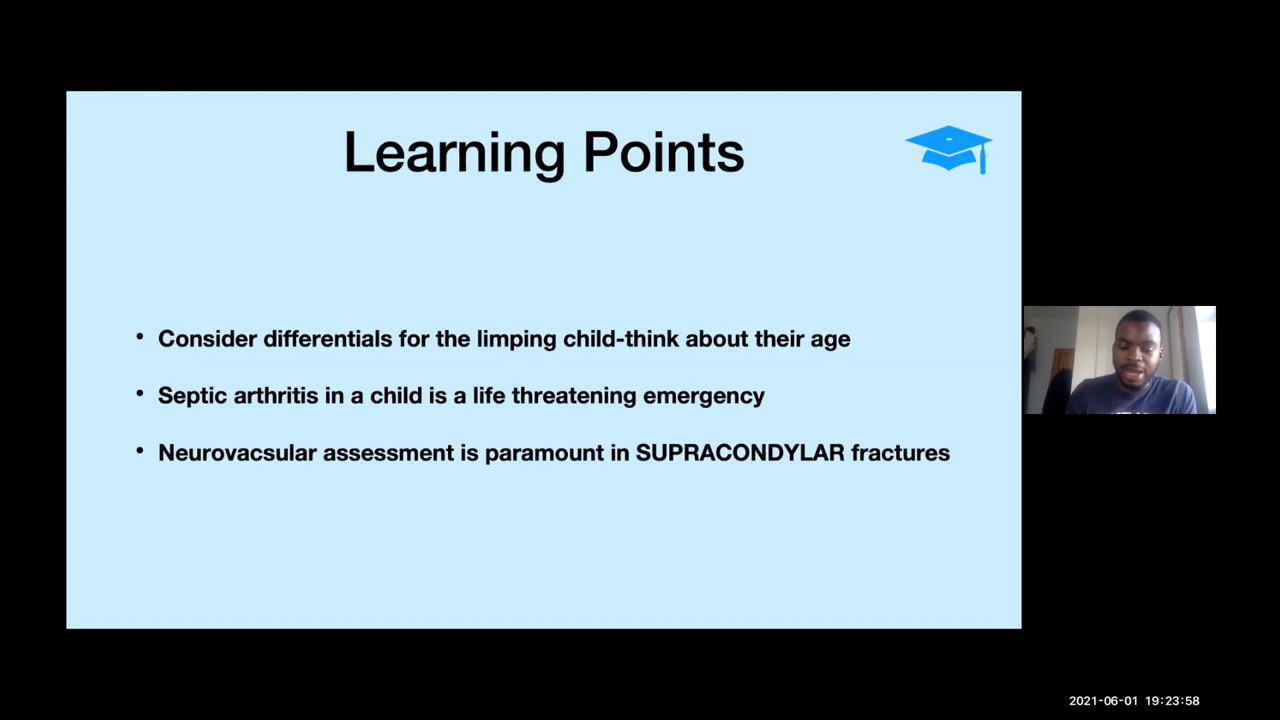 Learning Points
• Consider differentials for the limping child-think about their age
• Septic arthritis in a child is a life threatening emergency
• Neurovacsular assessment is paramount in SUPRACONDYLAR fractures
2021-06-01 19:23:58